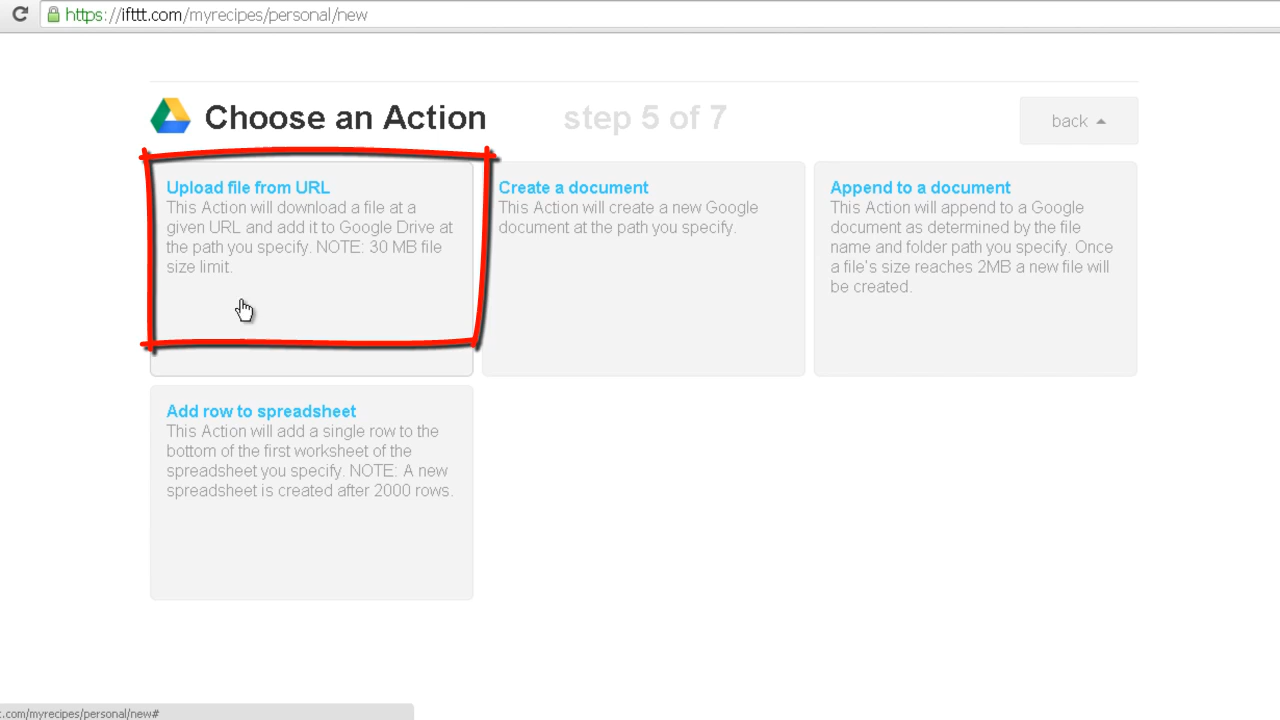 https://ifttt.com/myrecipes/personal/new
Choose an Action
step 5 of 7
back
Upload file from URL
This Action will download a file at a
given URL and add it to Google Drive at
the path you specify. NOTE: 30 MB file
size limit.
Create a document
This Action will create a new Google
document at the path you specify.
Append to a document
This Action will append to a Google
document as determined by the file
name and folder path you specify. Once
a file's size reaches 2MB a new file will
be created.
Add row to spreadsheet
This Action will add a single row to the
bottom of the first worksheet of the
spreadsheet you specify. NOTE: A new
spreadsheet is created after 2000 rows.
t.com/myrecipes/personal/new#